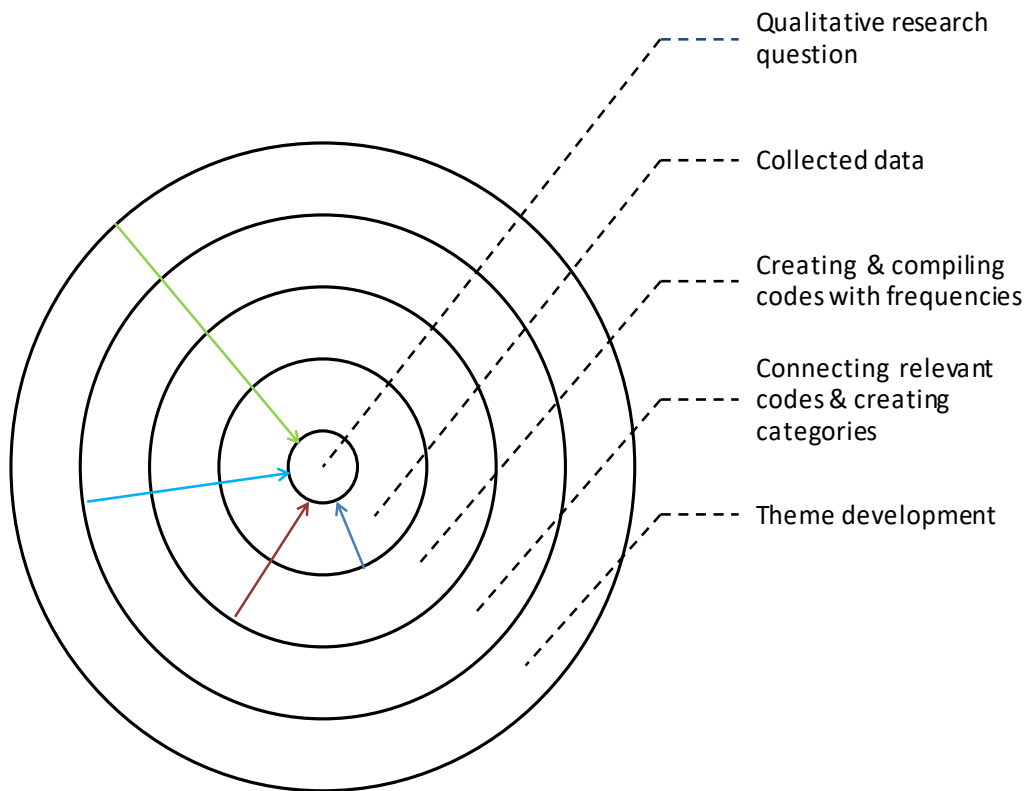 Qualitative research
question
Collected data
Creating & compiling
codes with frequencies
Connecting relevant
codes & creating
categories
Theme development